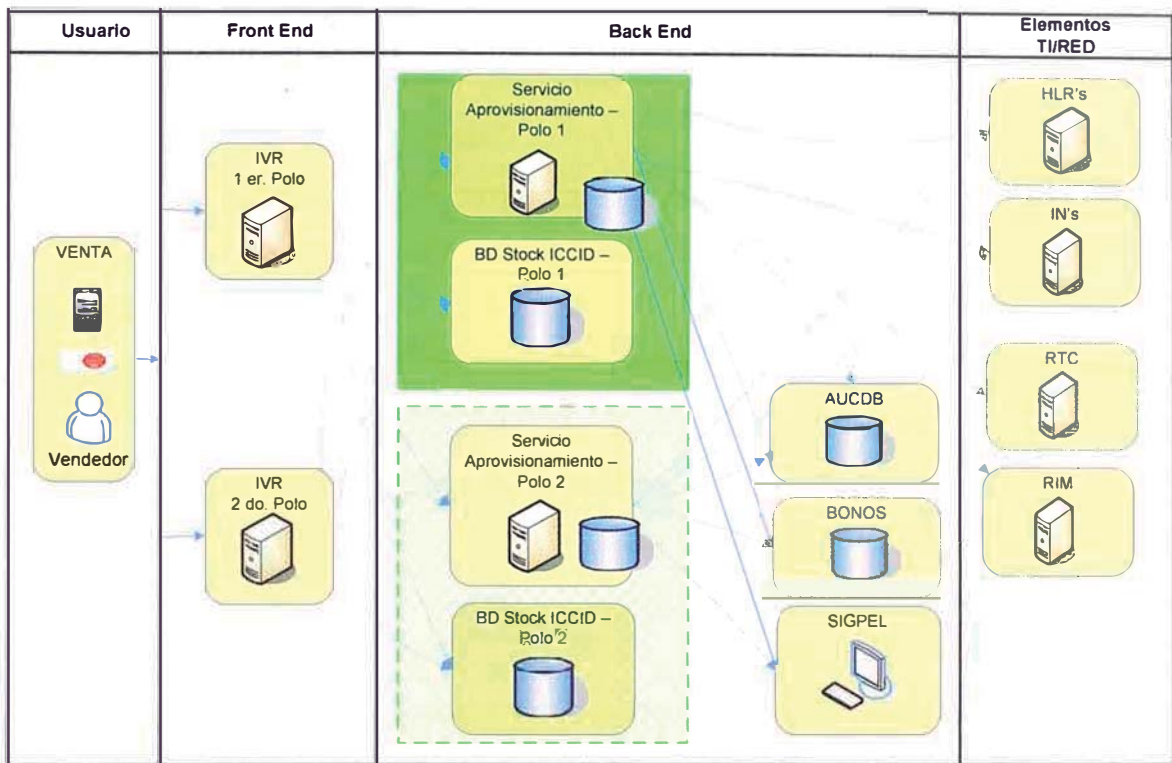 Usuario
Front End
Back End
Elementos
TI/RED
VENTA
Vendedor
IVR
1 er. Polo
IVR
2 do. Polo
Servicio
Aprovisionamiento –
Polo 1
BD Stock ICCID –
Polo 1
Servicio
Aprovisionamiento –
Polo 2
BD Stock ICCID –
Polo 2
AUCDB
BONOS
SIGPEL
HLR's
IN's
RTC
RIM